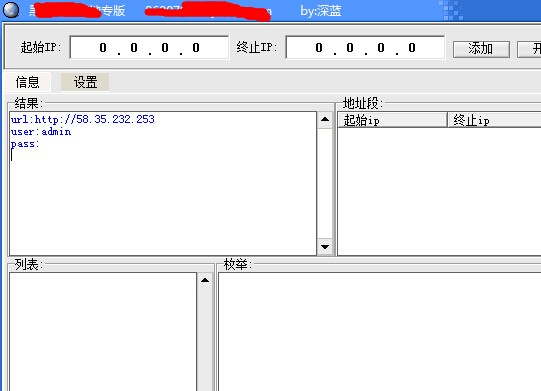 专版 by:深蓝
起始IP: 0 . 0 . 0 . 0 终止IP: 0 . 0 . 0 . 0 添加 开
信息 设置
结果: 地址段:
url:http://58.35.232.253 起始ip 终止ip
user:admin
pass:
列表: 枚举: